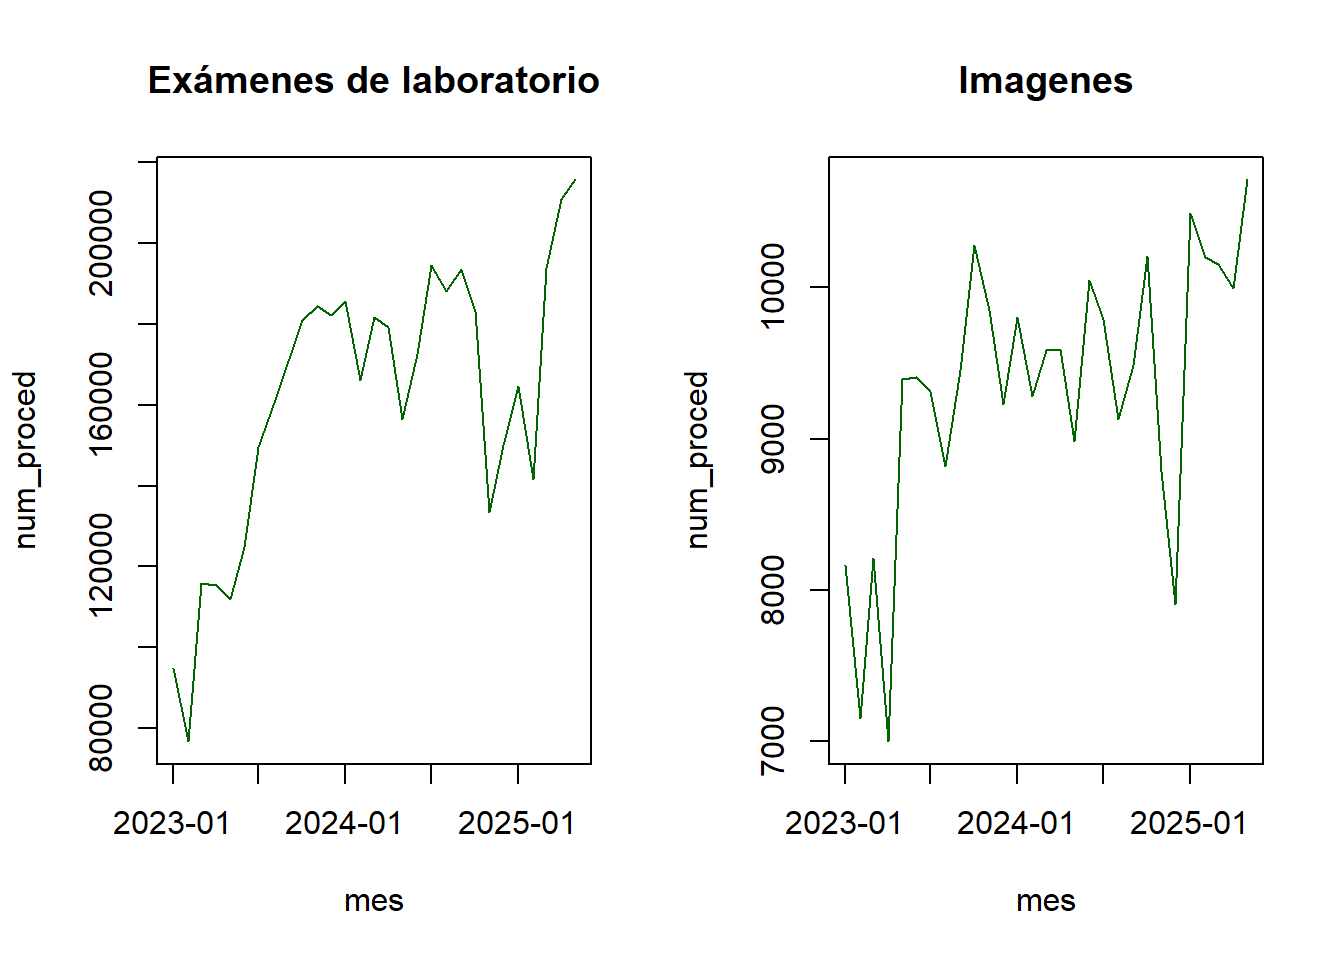 Exámenes de laboratorio
num_proced
200000
160000
120000
80000
2023-01 2024-01 2025-01
mes
Imagenes
num_proced
10000
9000
8000
7000
2023-01 2024-01 2025-01
mes